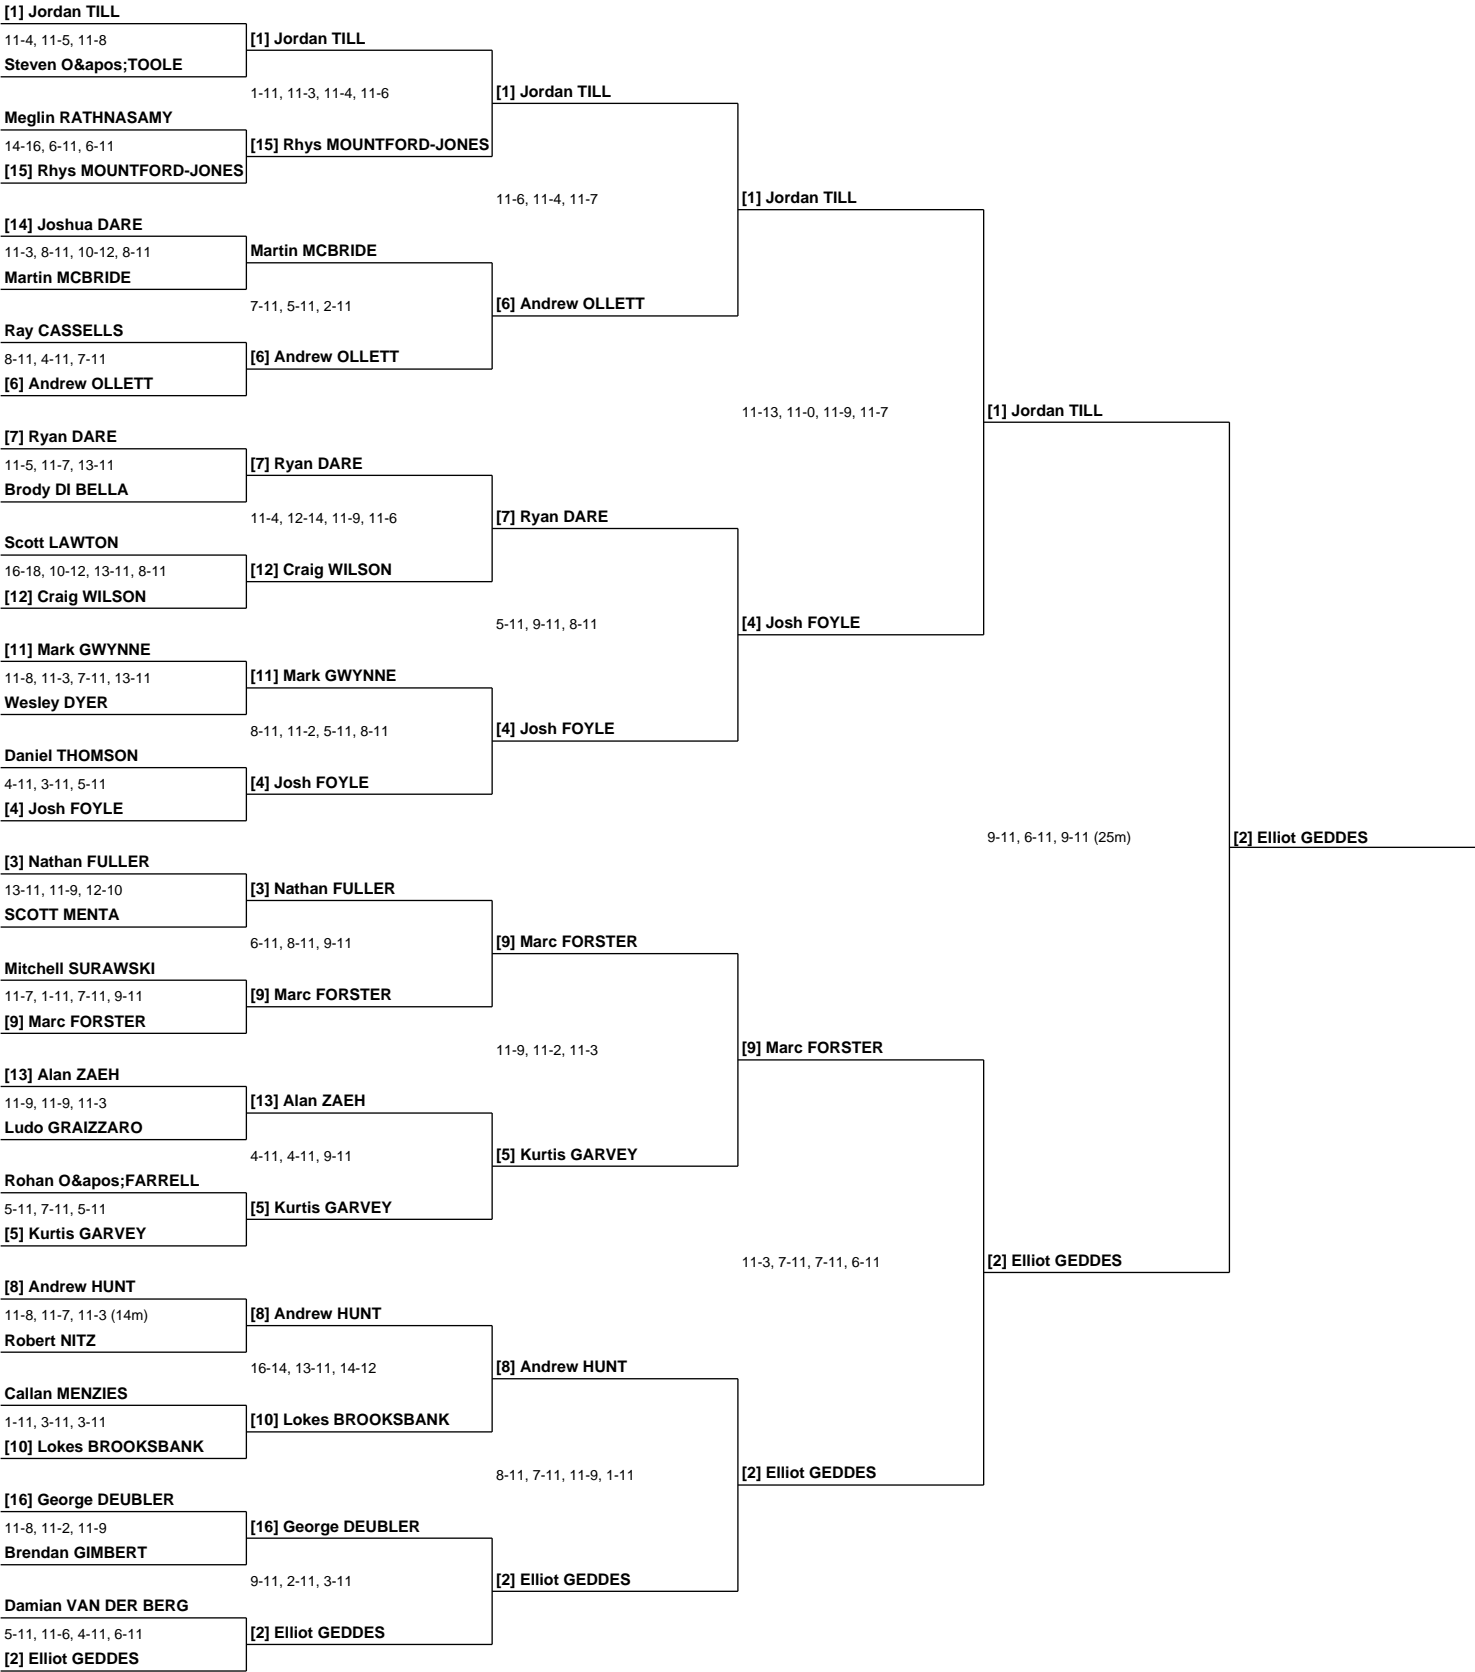 [1] Jordan TILL
11-4, 11-5, 11-8
[1] Jordan TILL
Steven O&apos;TOOLE
1-11, 11-3, 11-4, 11-6
[1] Jordan TILL
Meglin RATHNASAMY
14-16, 6-11, 6-11
[15] Rhys MOUNTFORD-JONES
[15] Rhys MOUNTFORD-JONES
11-6, 11-4, 11-7
[1] Jordan TILL
[14] Joshua DARE
11-3, 8-11, 10-12, 8-11
Martin MCBRIDE
Martin MCBRIDE
7-11, 5-11, 2-11
[6] Andrew OLLETT
Ray CASSELLS
8-11, 4-11, 7-11
[6] Andrew OLLETT
[6] Andrew OLLETT
11-13, 11-0, 11-9, 11-7
[1] Jordan TILL
[7] Ryan DARE
11-5, 11-7, 13-11
[7] Ryan DARE
Brody DI BELLA
11-4, 12-14, 11-9, 11-6
[7] Ryan DARE
Scott LAWTON
16-18, 10-12, 13-11, 8-11
[12] Craig WILSON
[12] Craig WILSON
5-11, 9-11, 8-11
[4] Josh FOYLE
[11] Mark GWYNNE
11-8, 11-3, 7-11, 13-11
[11] Mark GWYNNE
Wesley DYER
8-11, 11-2, 5-11, 8-11
[4] Josh FOYLE
Daniel THOMSON
4-11, 3-11, 5-11
[4] Josh FOYLE
[4] Josh FOYLE
9-11, 6-11, 9-11 (25m)
[2] Elliot GEDDES
[3] Nathan FULLER
13-11, 11-9, 12-10
[3] Nathan FULLER
SCOTT MENTA
6-11, 8-11, 9-11
[9] Marc FORSTER
Mitchell SURAWSKI
11-7, 1-11, 7-11, 9-11
[9] Marc FORSTER
[9] Marc FORSTER
11-9, 11-2, 11-3
[9] Marc FORSTER
[13] Alan ZAEH
11-9, 11-9, 11-3
[13] Alan ZAEH
Ludo GRAIZZARO
4-11, 4-11, 9-11
[5] Kurtis GARVEY
Rohan O&apos;FARRELL
5-11, 7-11, 5-11
[5] Kurtis GARVEY
[5] Kurtis GARVEY
11-3, 7-11, 7-11, 6-11
[2] Elliot GEDDES
[8] Andrew HUNT
11-8, 11-7, 11-3 (14m)
[8] Andrew HUNT
Robert NITZ
16-14, 13-11, 14-12
[8] Andrew HUNT
Callan MENZIES
1-11, 3-11, 3-11
[10] Lokes BROOKSBANK
[10] Lokes BROOKSBANK
8-11, 7-11, 11-9, 1-11
[2] Elliot GEDDES
[16] George DEUBLER
11-8, 11-2, 11-9
[16] George DEUBLER
Brendan GIMBERT
9-11, 2-11, 3-11
[2] Elliot GEDDES
Damian VAN DER BERG
5-11, 11-6, 4-11, 6-11
[2] Elliot GEDDES
[2] Elliot GEDDES